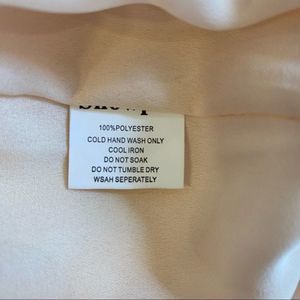 100%POLYESTER
COLD HAND WASH ONLY
COOL IRON
DO NOT SOAK
DO NOT TUMBLE DRY
WSAH SEPERATELY